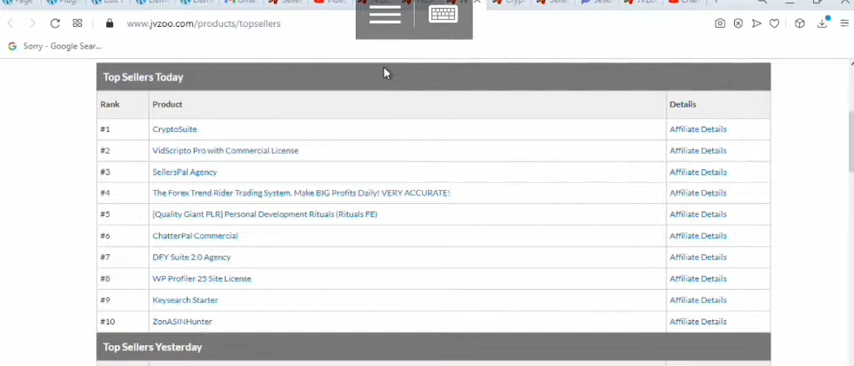 www.jvzoo.com/products/topsellers
Sorry - Google Sear...
Top Sellers Today
Rank Product Details
#1 CryptoSuite Affiliate Details
#2 VidScripto Pro with Commercial License Affiliate Details
#3 SellersPal Agency Affiliate Details
#4 The Forex Trend Rider Trading System. Make BIG Profits Daily! VERY ACCURATE! Affiliate Details
#5 [Quality Giant PLR] Personal Development Rituals (Rituals FE) Affiliate Details
#6 ChatterPal Commercial Affiliate Details
#7 DFY Suite 2.0 Agency Affiliate Details
#8 WP Profiler 25 Site License Affiliate Details
#9 Keysearch Starter Affiliate Details
#10 ZonASINHunter Affiliate Details
Top Sellers Yesterday